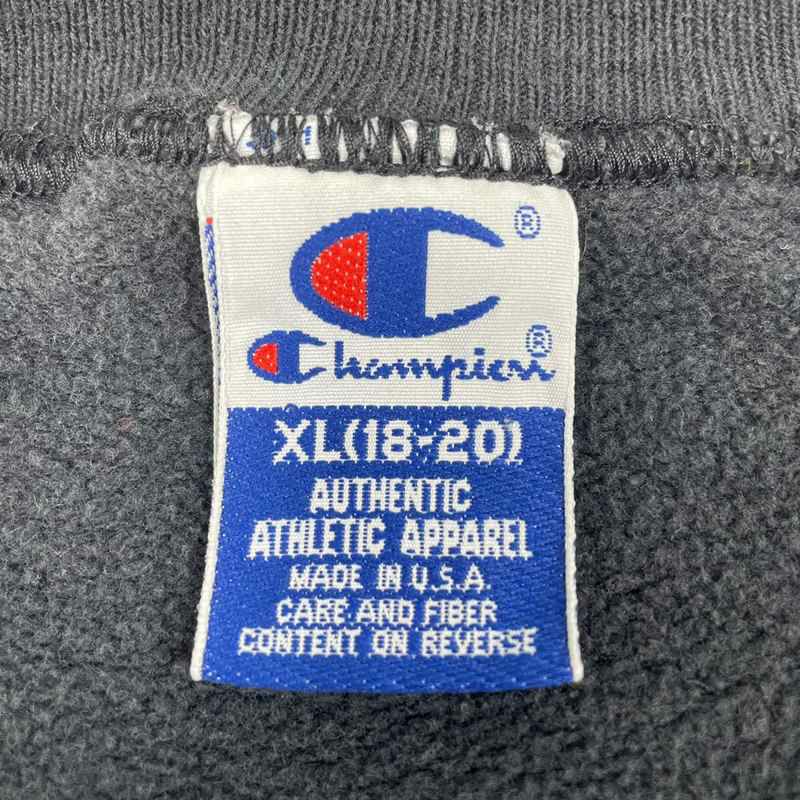 ®
Champion®
XL(18-20)
AUTHENTIC
ATHLETIC APPAREL
MADE IN U.S.A.
CARE AND FIBER
CONTENT ON REVERSE